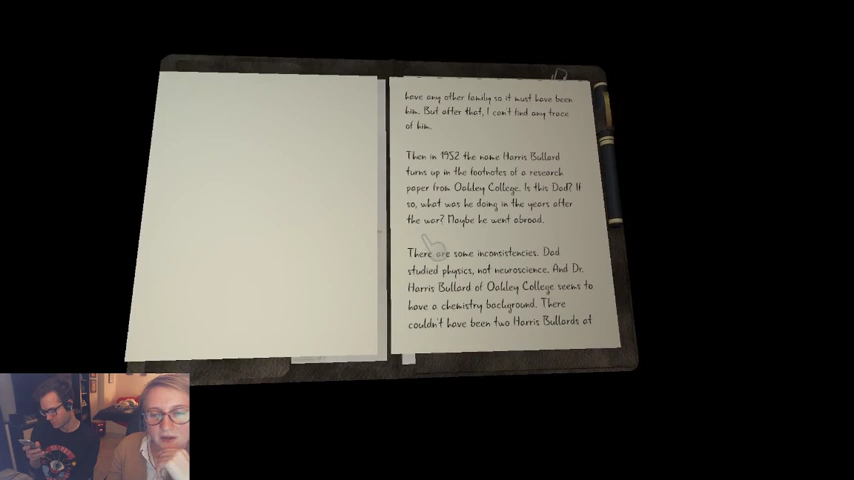 have any other family so it must have been
him. But after that, I can't find any trace
of him.
Then in 1952 the name Harris Bullard
turns up in the footnotes of a research
paper from Oakley College. Is this Dad? If
so, what was he doing in the years after
the war? Maybe he went abroad.
There are some inconsistencies. Dad
studied physics, not neuroscience. And Dr.
Harris Bullard of Oakley College seems to
have a chemistry background. There
couldn't have been two Harris Bullards at